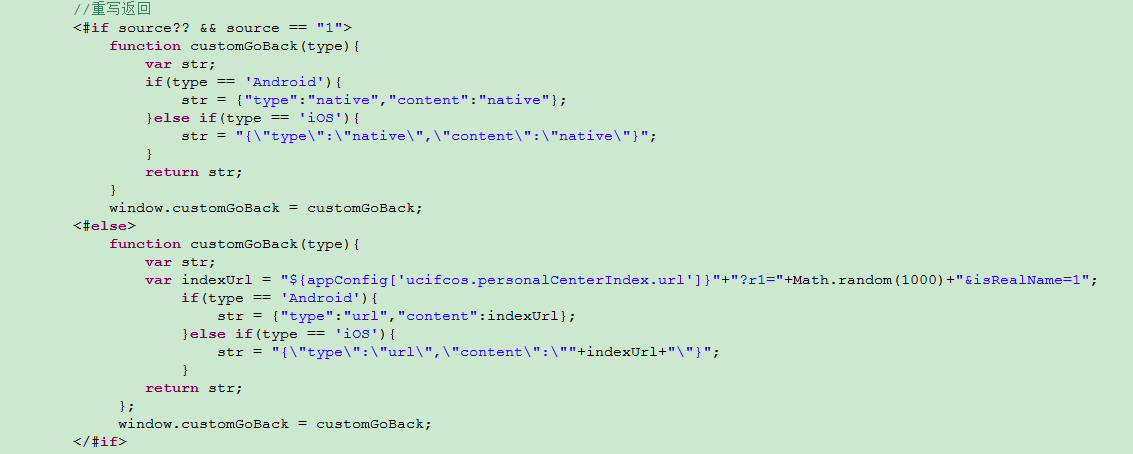 //重写返回
<#if source?? && source == "1">
function customGoBack(type){
var str;
if(type == 'Android'){
str = {"type":"native","content":"native"};
}else if(type == 'iOS'){
str = "{\"type\":\"native\",\"content\":\"native\"}";
}
return str;
}
window.customGoBack = customGoBack;
<#else>
function customGoBack(type){
var str;
var indexUrl = "${appConfig['ucifcos.personalCenterIndex.url']}"+"?r1="+Math.random(1000)+"&isRealName=1";
if(type == 'Android'){
str = {"type":"url","content":indexUrl};
}else if(type == 'iOS'){
str = "{\"type\":\"url\",\"content\":\""+indexUrl+"\"}";
}
return str;
};
window.customGoBack = customGoBack;
</#if>